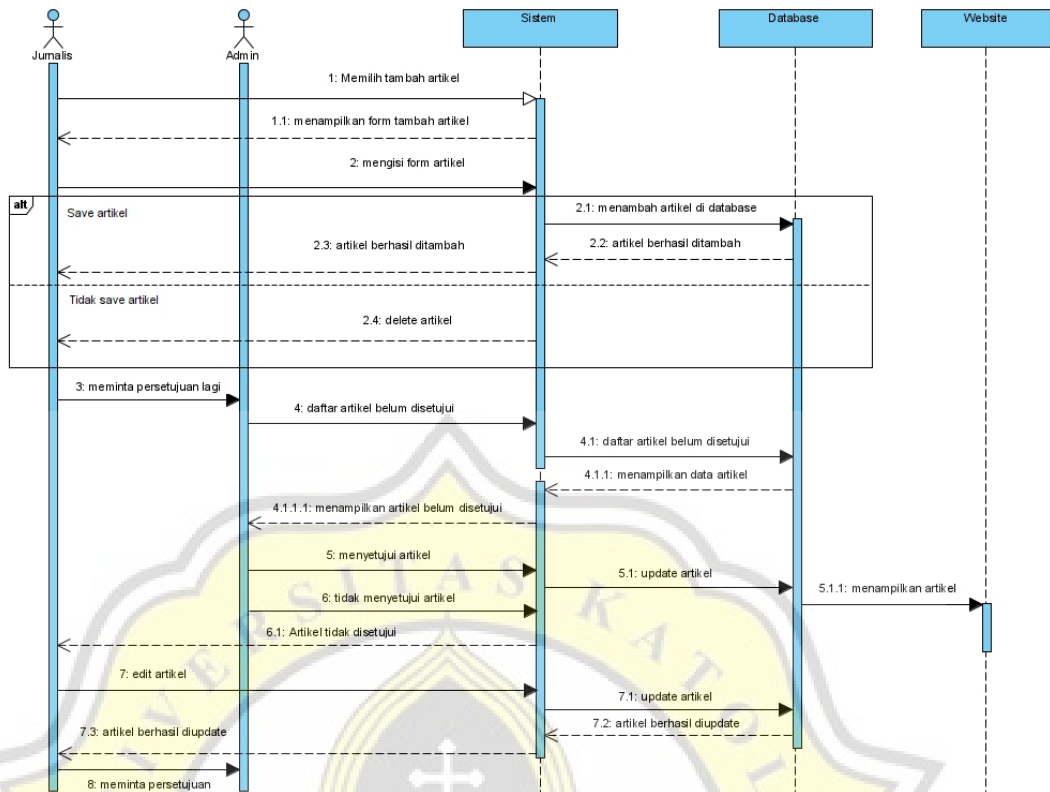 Sistem
Database
Website
Jurnalis
Admin
1: Memilih tambah artikel
1.1: menampilkan form tambah artikel
2: mengisi form artikel
alt
Save artikel
2.1: menambah artikel di database
2.3: artikel berhasil ditambah
2.2: artikel berhasil ditambah
Tidak save artikel
2.4: delete artikel
3: meminta persetujuan lagi
4: daftar artikel belum disetujui
4.1: daftar artikel belum disetujui
4.1.1: menampilkan data artikel
4.1.1.1: menampilkan artikel belum disetujui
5: menyetujui artikel
5.1: update artikel
5.1.1: menampilkan artikel
6: tidak menyetujui artikel
6.1: Artikel tidak disetujui
7: edit artikel
7.1: update artikel
7.2: artikel berhasil diupdate
7.3: artikel berhasil diupdate
8: meminta persetujuan
IVERSITAS KATOL